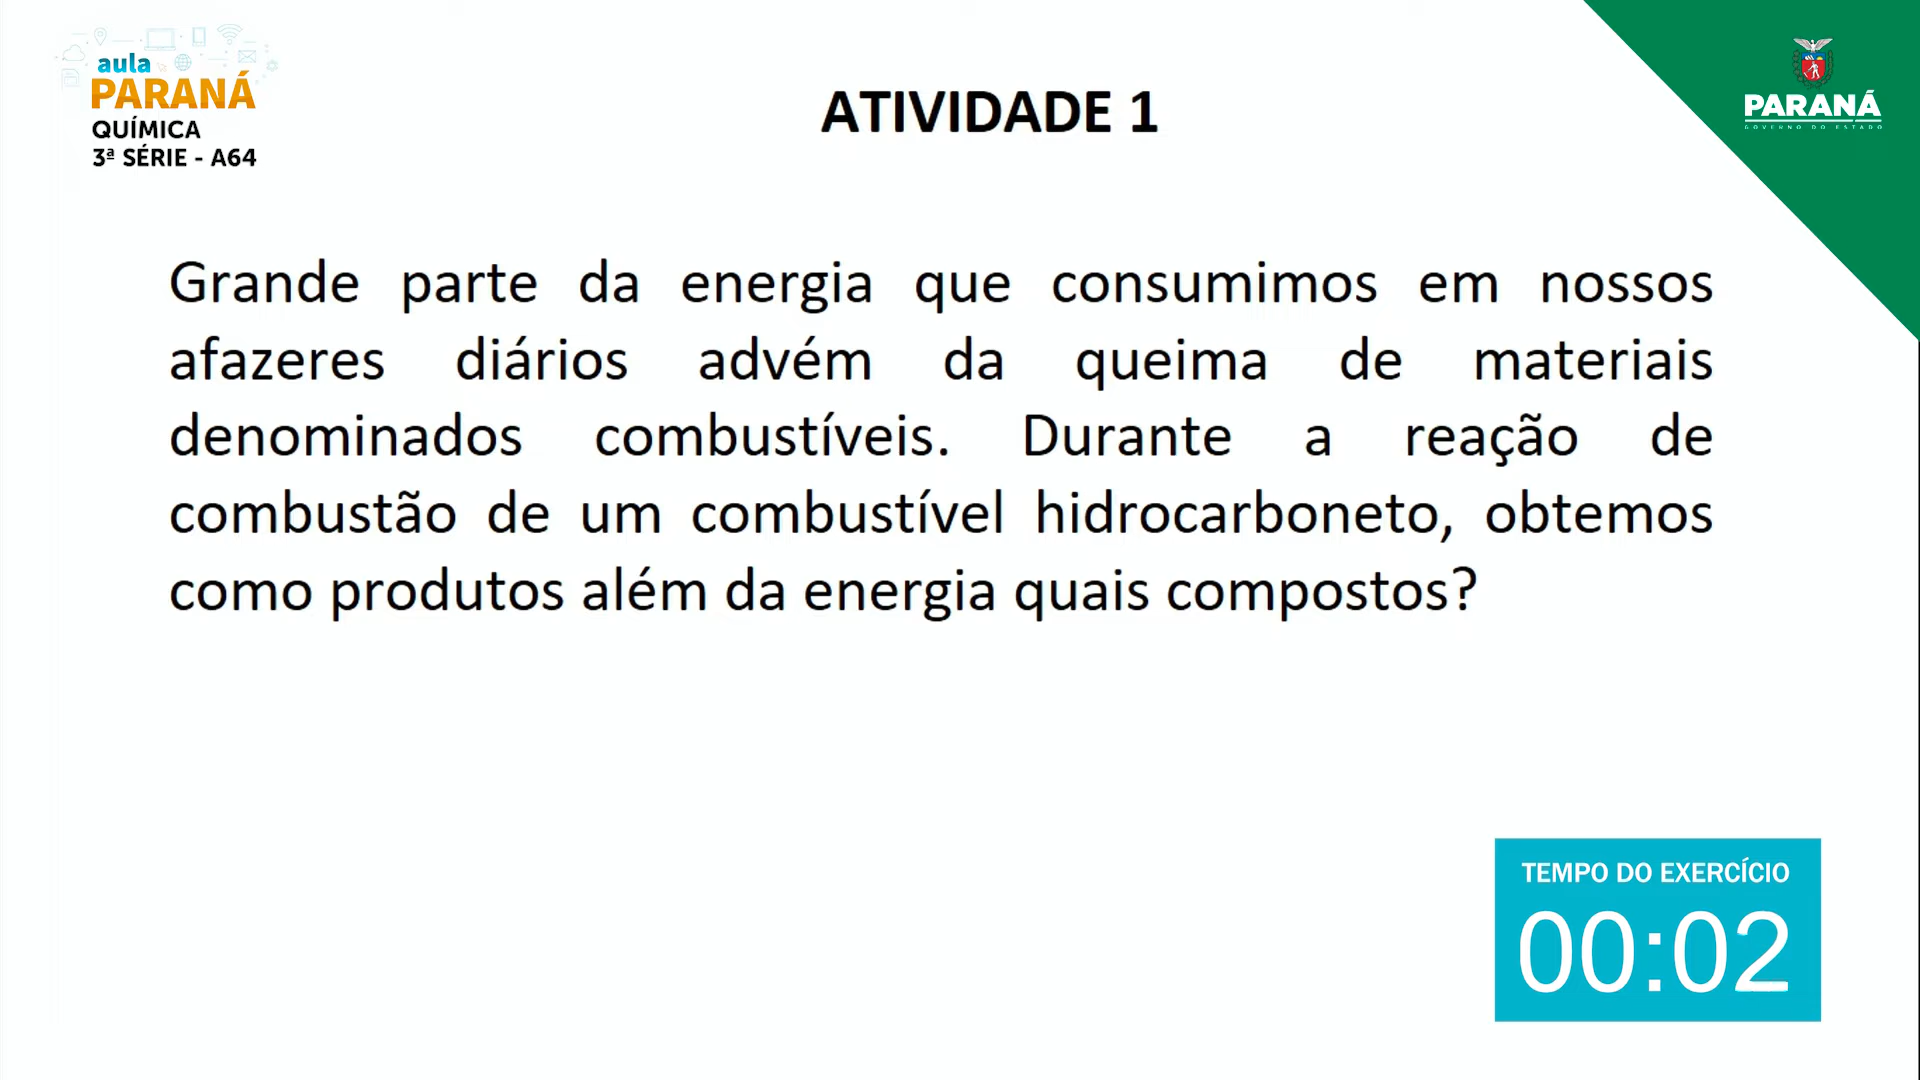 aula
PARANÁ
QUÍMICA
3ª SÉRIE - A64
PARANÁ
GOVERNO DO ESTADO
ATIVIDADE 1
Grande parte da energia que consumimos em nossos
afazeres diários advém da queima de materiais
denominados combustíveis. Durante a reação de
combustão de um combustível hidrocarboneto, obtemos
como produtos além da energia quais compostos?
TEMPO DO EXERCÍCIO
00:02